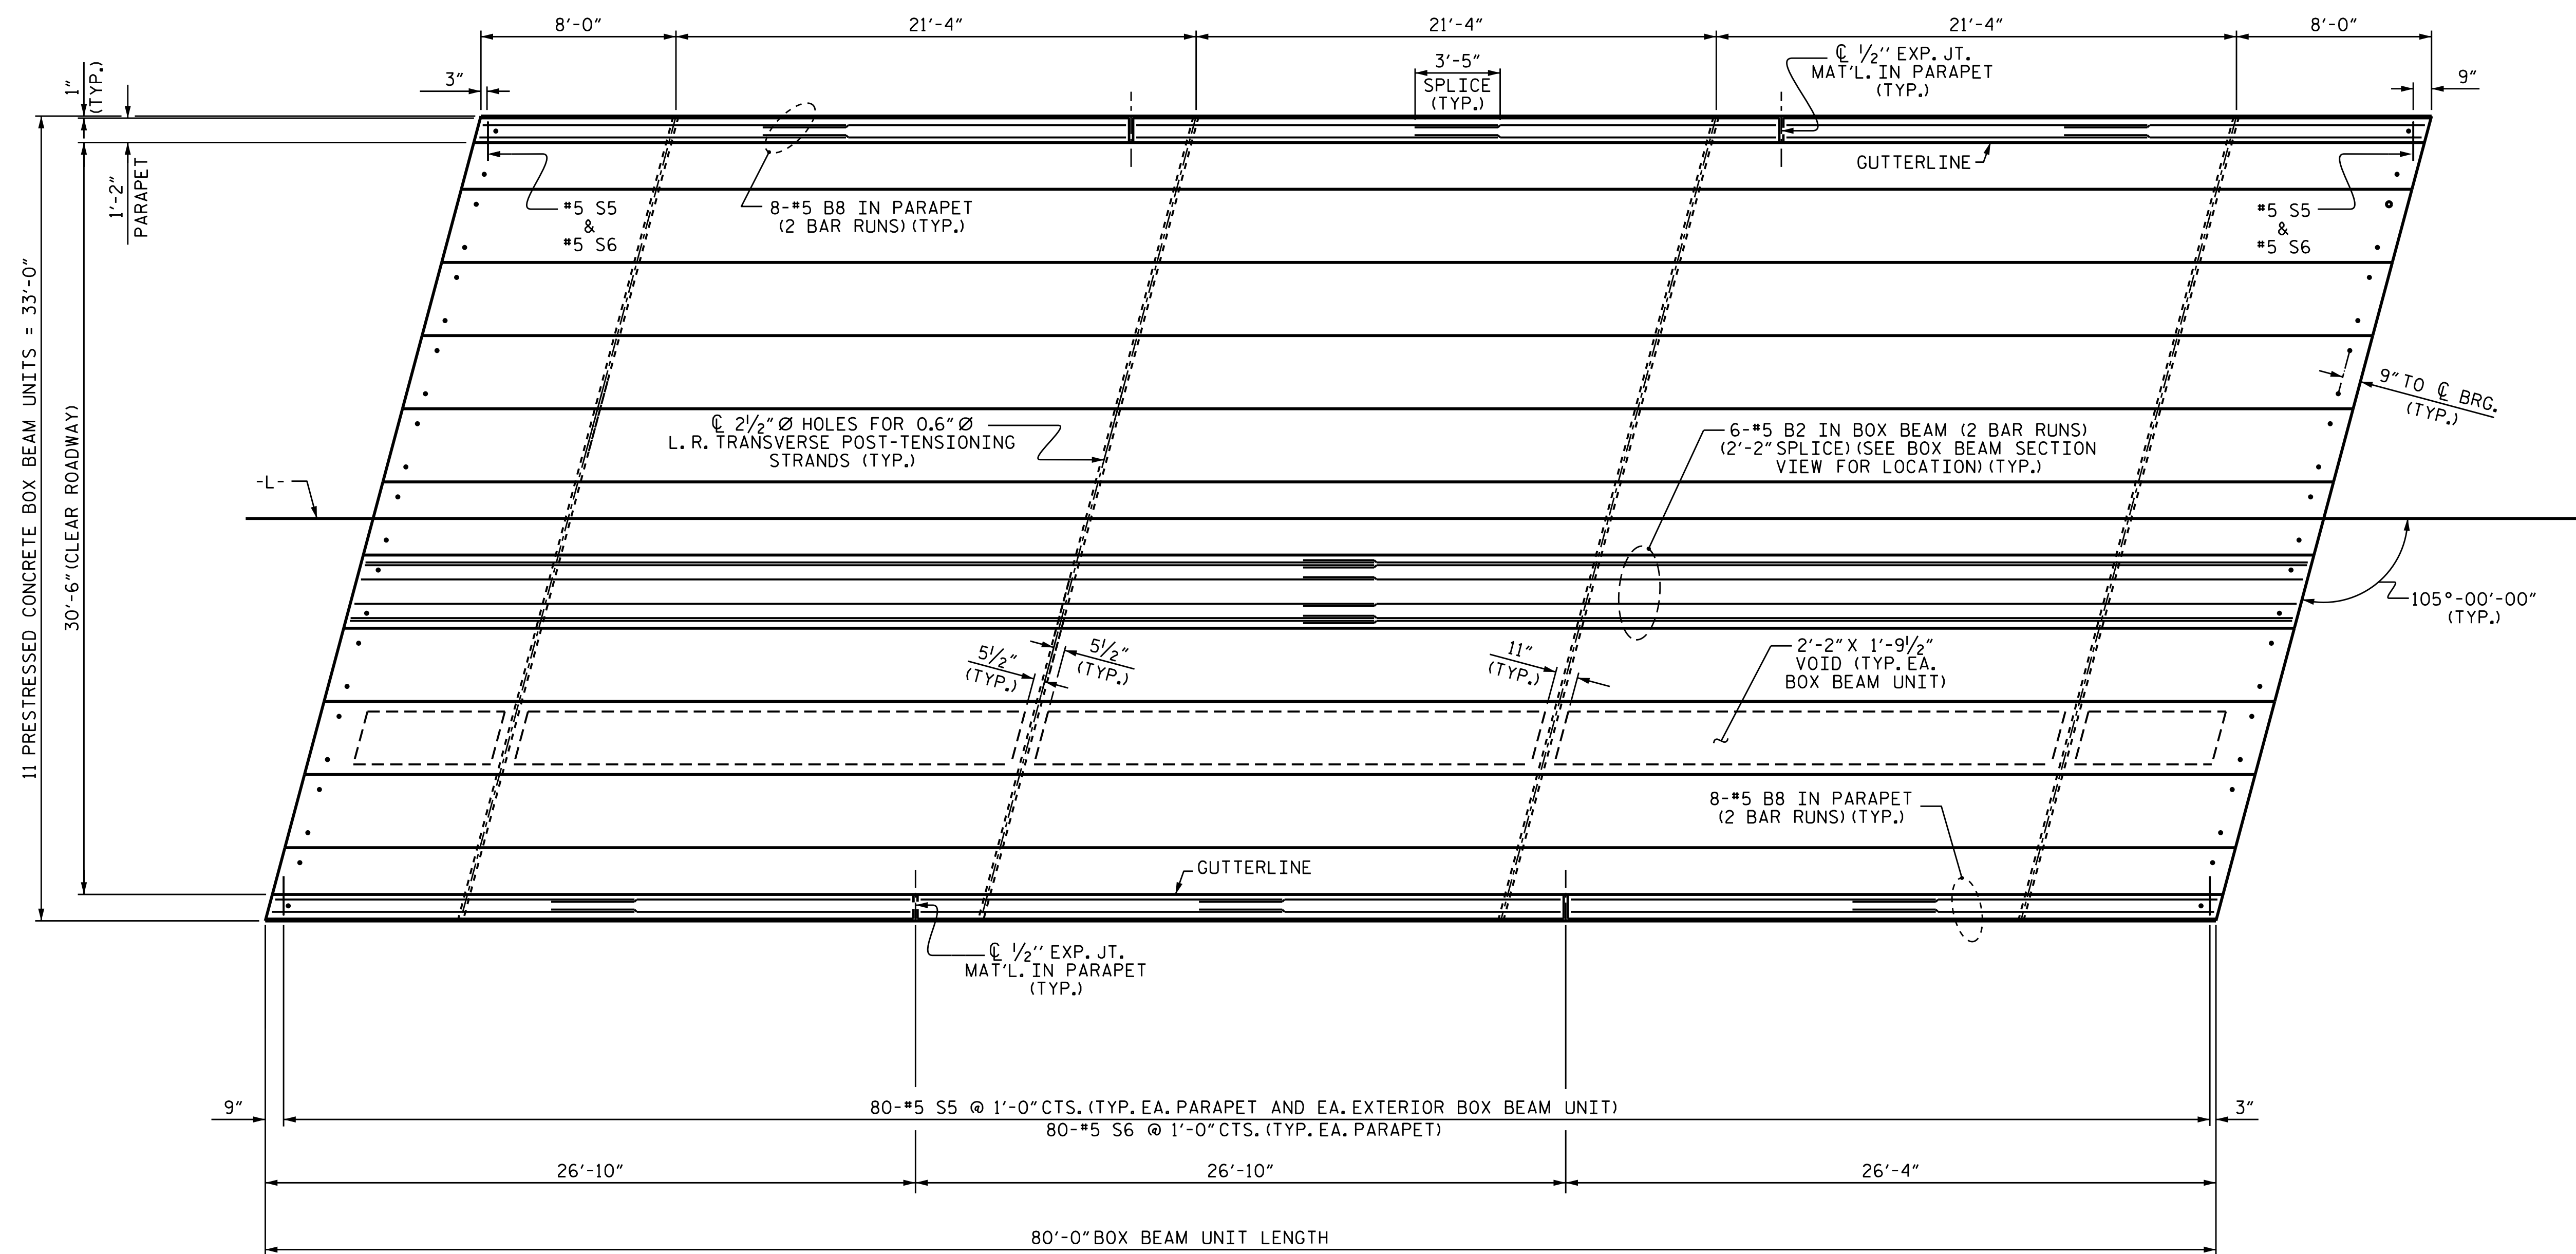 8'-0"
21'-4"
21'-4"
21'-4"
8'-0"
3"
1"
(TYP.)
1'-2"
PARAPET
3'-5"
SPLICE
(TYP.)
℄ 1/2'' EXP. JT.
MAT'L. IN PARAPET
(TYP.)
9"
GUTTERLINE
#5 S5
&
#5 S6
8-#5 B8 IN PARAPET
(2 BAR RUNS) (TYP.)
#5 S5
&
#5 S6
11 PRESTRESSED CONCRETE BOX BEAM UNITS = 33'-0"
30'-6" (CLEAR ROADWAY)
℄ 2 1/2" Ø HOLES FOR 0.6" Ø
L. R. TRANSVERSE POST-TENSIONING
STRANDS (TYP.)
9" TO ℄ BRG.
(TYP.)
6-#5 B2 IN BOX BEAM (2 BAR RUNS)
(2'-2" SPLICE) (SEE BOX BEAM SECTION
VIEW FOR LOCATION) (TYP.)
-L-
105°-00'-00"
(TYP.)
5 1/2"
(TYP.)
5 1/2"
(TYP.)
11"
(TYP.)
2'-2" X 1'-9 1/2"
VOID (TYP. EA.
BOX BEAM UNIT)
8-#5 B8 IN PARAPET
(2 BAR RUNS) (TYP.)
GUTTERLINE
℄ 1/2'' EXP. JT.
MAT'L. IN PARAPET
(TYP.)
9"
80-#5 S5 @ 1'-0" CTS. (TYP. EA. PARAPET AND EA. EXTERIOR BOX BEAM UNIT)
3"
80-#5 S6 @ 1'-0" CTS. (TYP. EA. PARAPET)
26'-10"
26'-10"
26'-4"
80'-0" BOX BEAM UNIT LENGTH